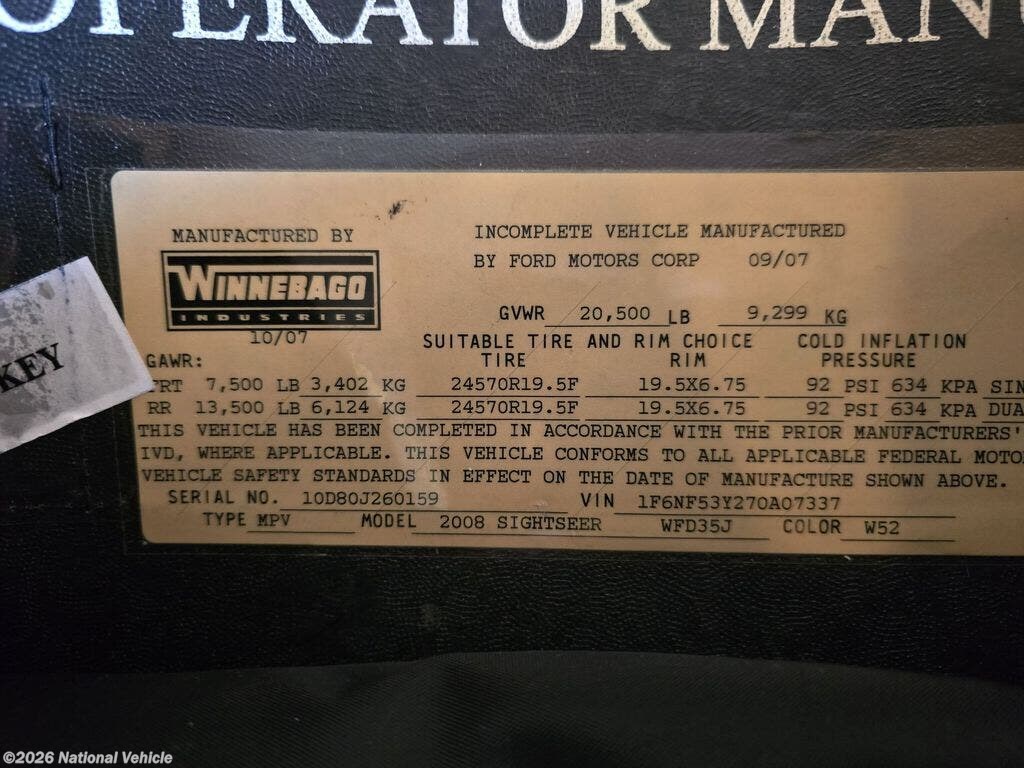 OPERATOR MANU
MANUFACTURED BY
WINNEBAGO
INDUSTRIES
10/07
INCOMPLETE VEHICLE MANUFACTURED
BY FORD MOTORS CORP 09/07
GVWR 20,500 LB 9,299 KG
SUITABLE TIRE AND RIM CHOICE COLD INFLATION
GAWR: TIRE RIM PRESSURE
KEY
FRT 7,500 LB 3,402 KG 24570R19.5F 19.5X6.75 92 PSI 634 KPA SIN
RR 13,500 LB 6,124 KG 24570R19.5F 19.5X6.75 92 PSI 634 KPA DUA
THIS VEHICLE HAS BEEN COMPLETED IN ACCORDANCE WITH THE PRIOR MANUFACTURERS'
IVD, WHERE APPLICABLE. THIS VEHICLE CONFORMS TO ALL APPLICABLE FEDERAL MOTO
VEHICLE SAFETY STANDARDS IN EFFECT ON THE DATE OF MANUFACTURE SHOWN ABOVE.
SERIAL NO. 10D80J260159 VIN 1F6NF53Y270A07337
TYPE MPV MODEL 2008 SIGHTSEER WFD35J COLOR W52
©2026 National Vehicle